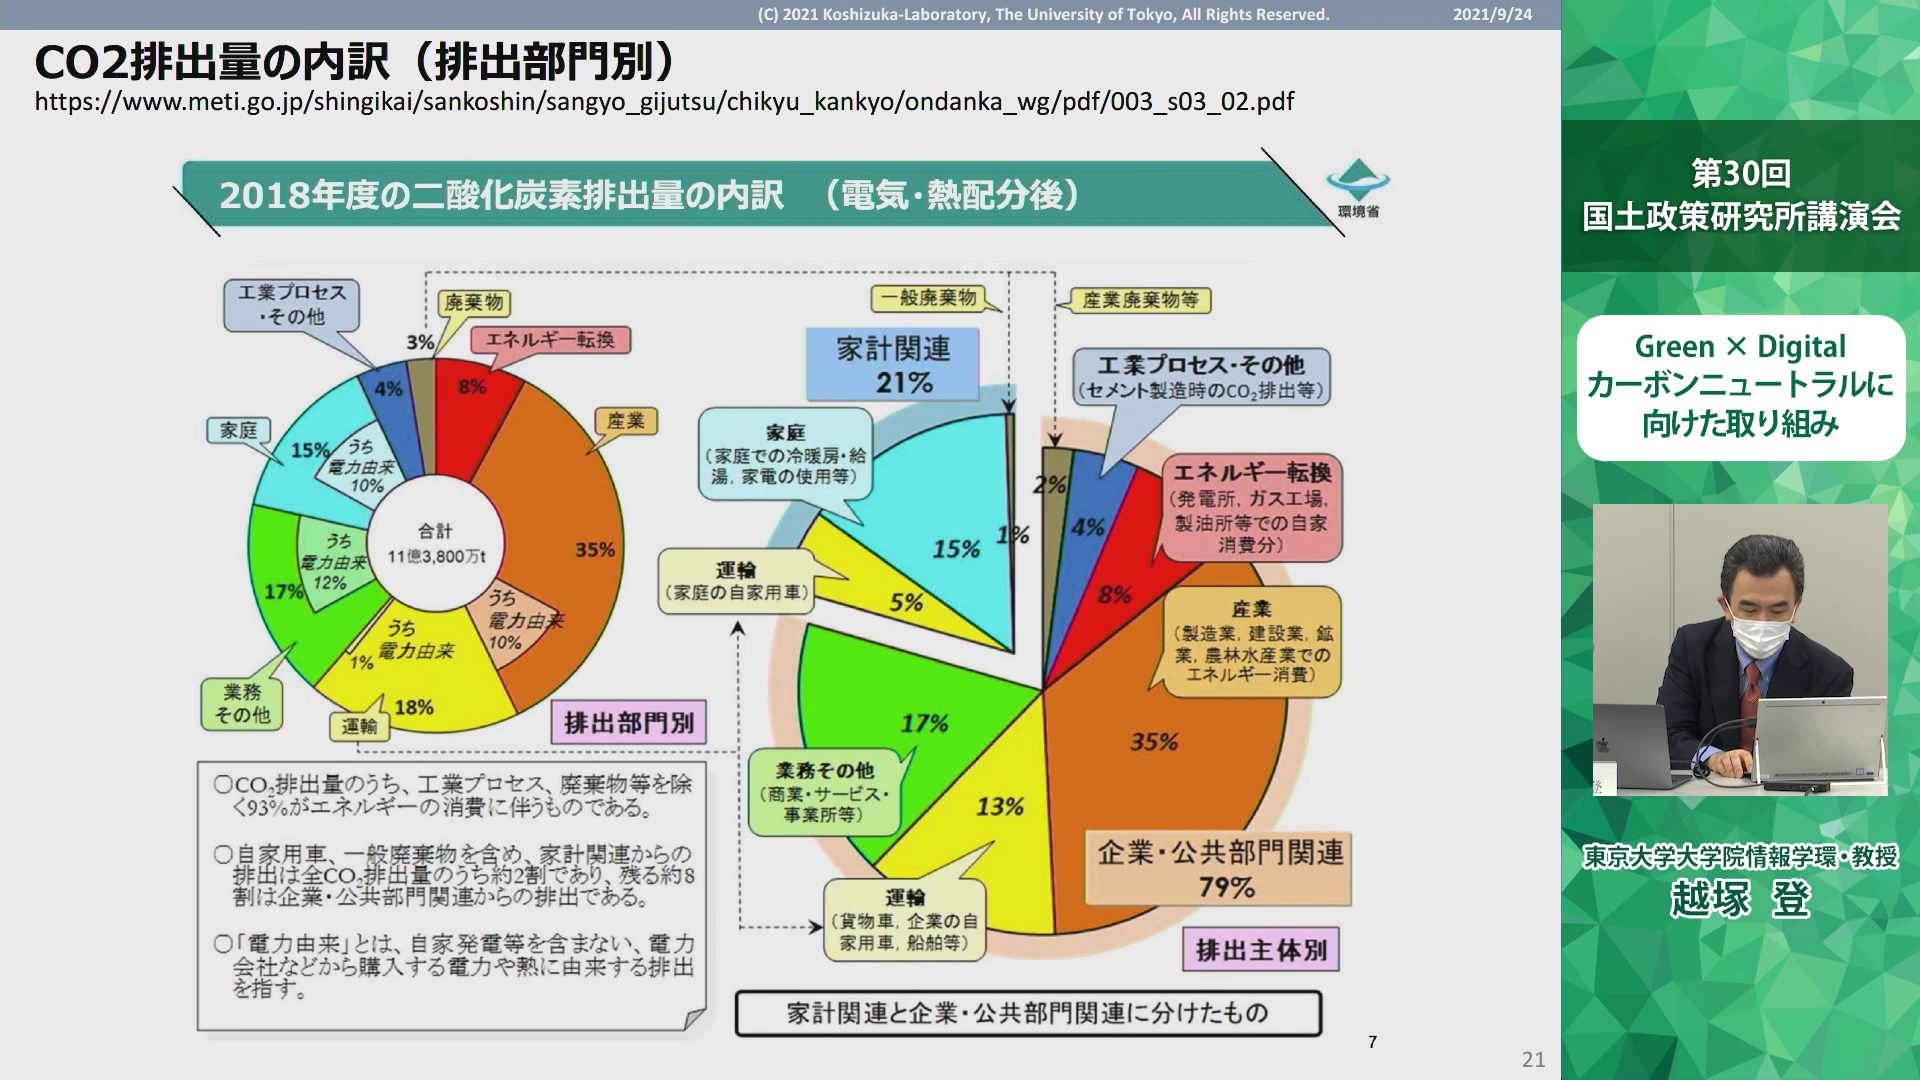 (C) 2021 Koshizuka-Laboratory, The University of Tokyo, All Rights Reserved.
2021/9/24
CO2排出量の内訳（排出部門別）
https://www.meti.go.jp/shingikai/sankoshin/sangyo_gijutsu/chikyu_kankyo/ondanka_wg/pdf/003_s03_02.pdf
2018年度の二酸化炭素排出量の内訳　（電気・熱配分後）
環境省
工業プロセス
・その他
廃棄物
3%
エネルギー転換
4%
8%
家庭
産業
15%
うち
電力由来
10%
合計
11億3,800万t
35%
うち
電力由来
12%
17%
うち
電力由来
10%
うち
電力由来
1%
18%
業務
その他
運輸
排出部門別
一般廃棄物
産業廃棄物等
家計関連
21%
工業プロセス・その他
（セメント製造時のCO₂排出等）
家庭
（家庭での冷暖房・給
湯，家電の使用等）
エネルギー転換
（発電所，ガス工場，
製油所等での自家
消費分）
2%
4%
15%
1%
8%
運輸
（家庭の自家用車）
5%
産業
（製造業，建設業，鉱
業，農林水産業での
エネルギー消費）
17%
35%
業務その他
（商業・サービス・
事業所等）
13%
企業・公共部門関連
79%
運輸
（貨物車，企業の自
家用車，船舶等）
排出主体別
家計関連と企業・公共部門関連に分けたもの
○CO₂排出量のうち、工業プロセス、廃棄物等を除
く93%がエネルギーの消費に伴うものである。
○自家用車、一般廃棄物を含め、家計関連からの
排出は全CO₂排出量のうち約2割であり、残る約8
割は企業・公共部門関連からの排出である。
○「電力由来」とは、自家発電等を含まない、電力
会社などから購入する電力や熱に由来する排出
を指す。
7
21
第30回
国土政策研究所講演会
Green × Digital
カーボンニュートラルに
向けた取り組み
東京大学大学院情報学環・教授
越塚 登